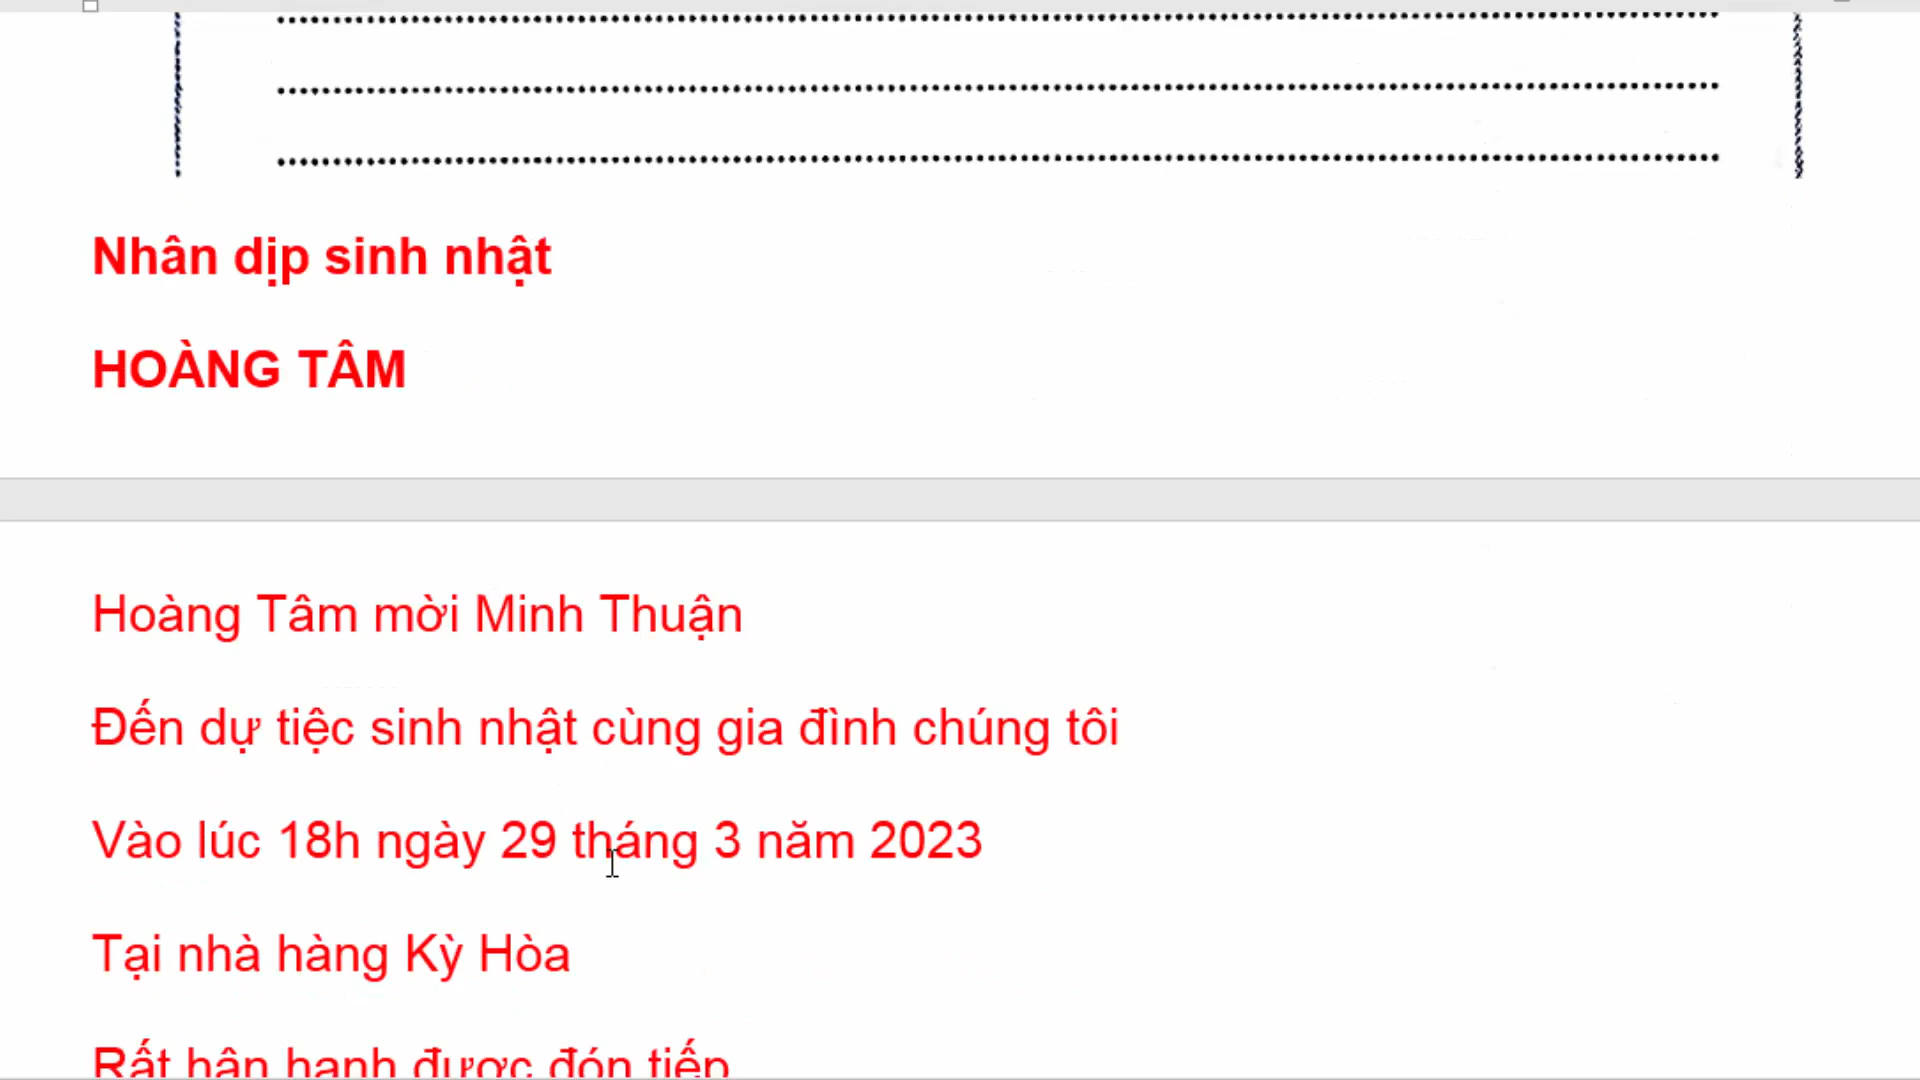 Nhân dịp sinh nhật
HOÀNG TÂM
Hoàng Tâm mời Minh Thuận
Đến dự tiệc sinh nhật cùng gia đình chúng tôi
Vào lúc 18h ngày 29 tháng 3 năm 2023
Tại nhà hàng Kỳ Hòa
Rất hân hạnh được đón tiếp